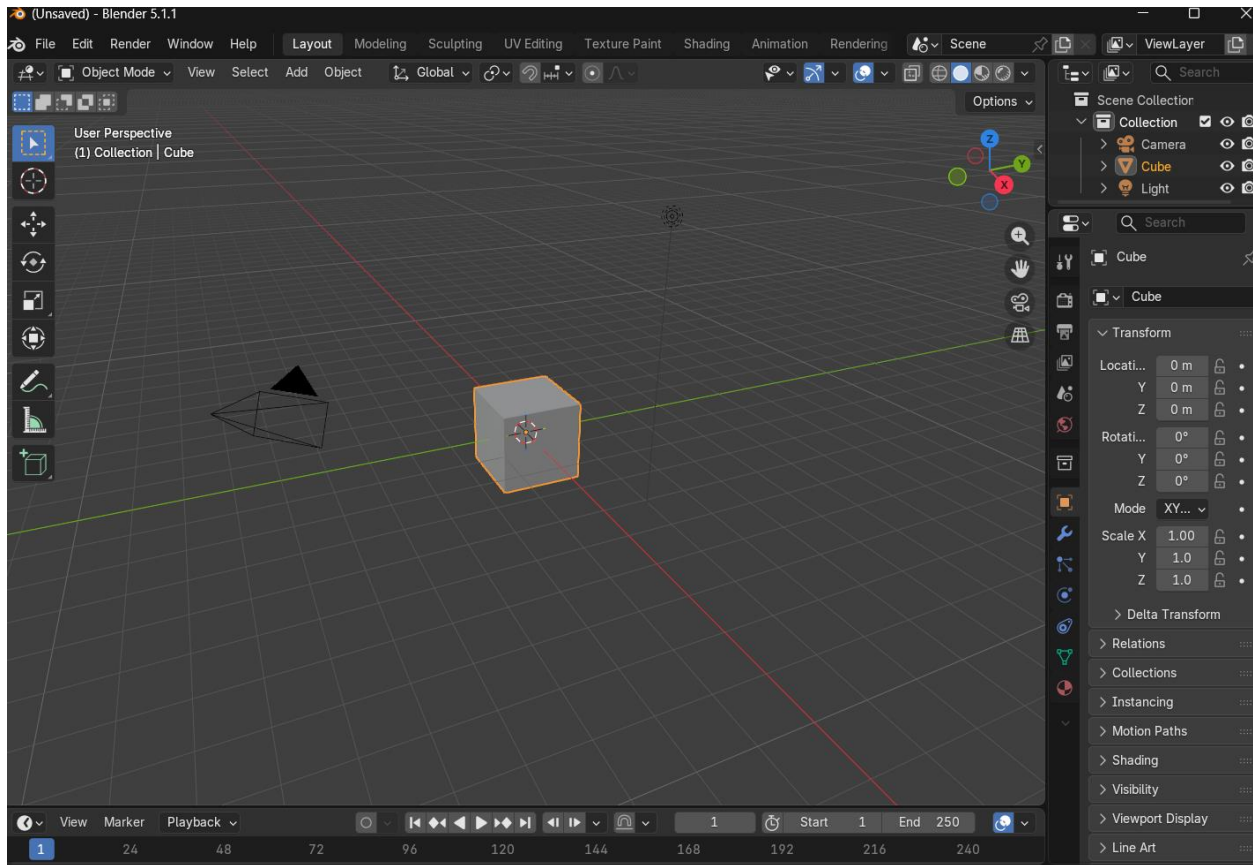 (Unsaved) - Blender 5.1.1
File Edit Render Window Help Layout Modeling Sculpting UV Editing Texture Paint Shading Animation Rendering Scene ViewLayer
Object Mode View Select Add Object Global Search
Options
User Perspective
(1) Collection | Cube
Z
Y
X
Scene Collection
Collection
Camera
Cube
Light
Search
Cube
Cube
Transform
Locati... 0 m
Y 0 m
Z 0 m
Rotati... 0°
Y 0°
Z 0°
Mode XY...
Scale X 1.00
Y 1.0
Z 1.0
Delta Transform
Relations
Collections
Instancing
Motion Paths
Shading
Visibility
Viewport Display
Line Art
View Marker Playback 1 Start 1 End 250
1 24 48 72 96 120 144 168 192 216 240